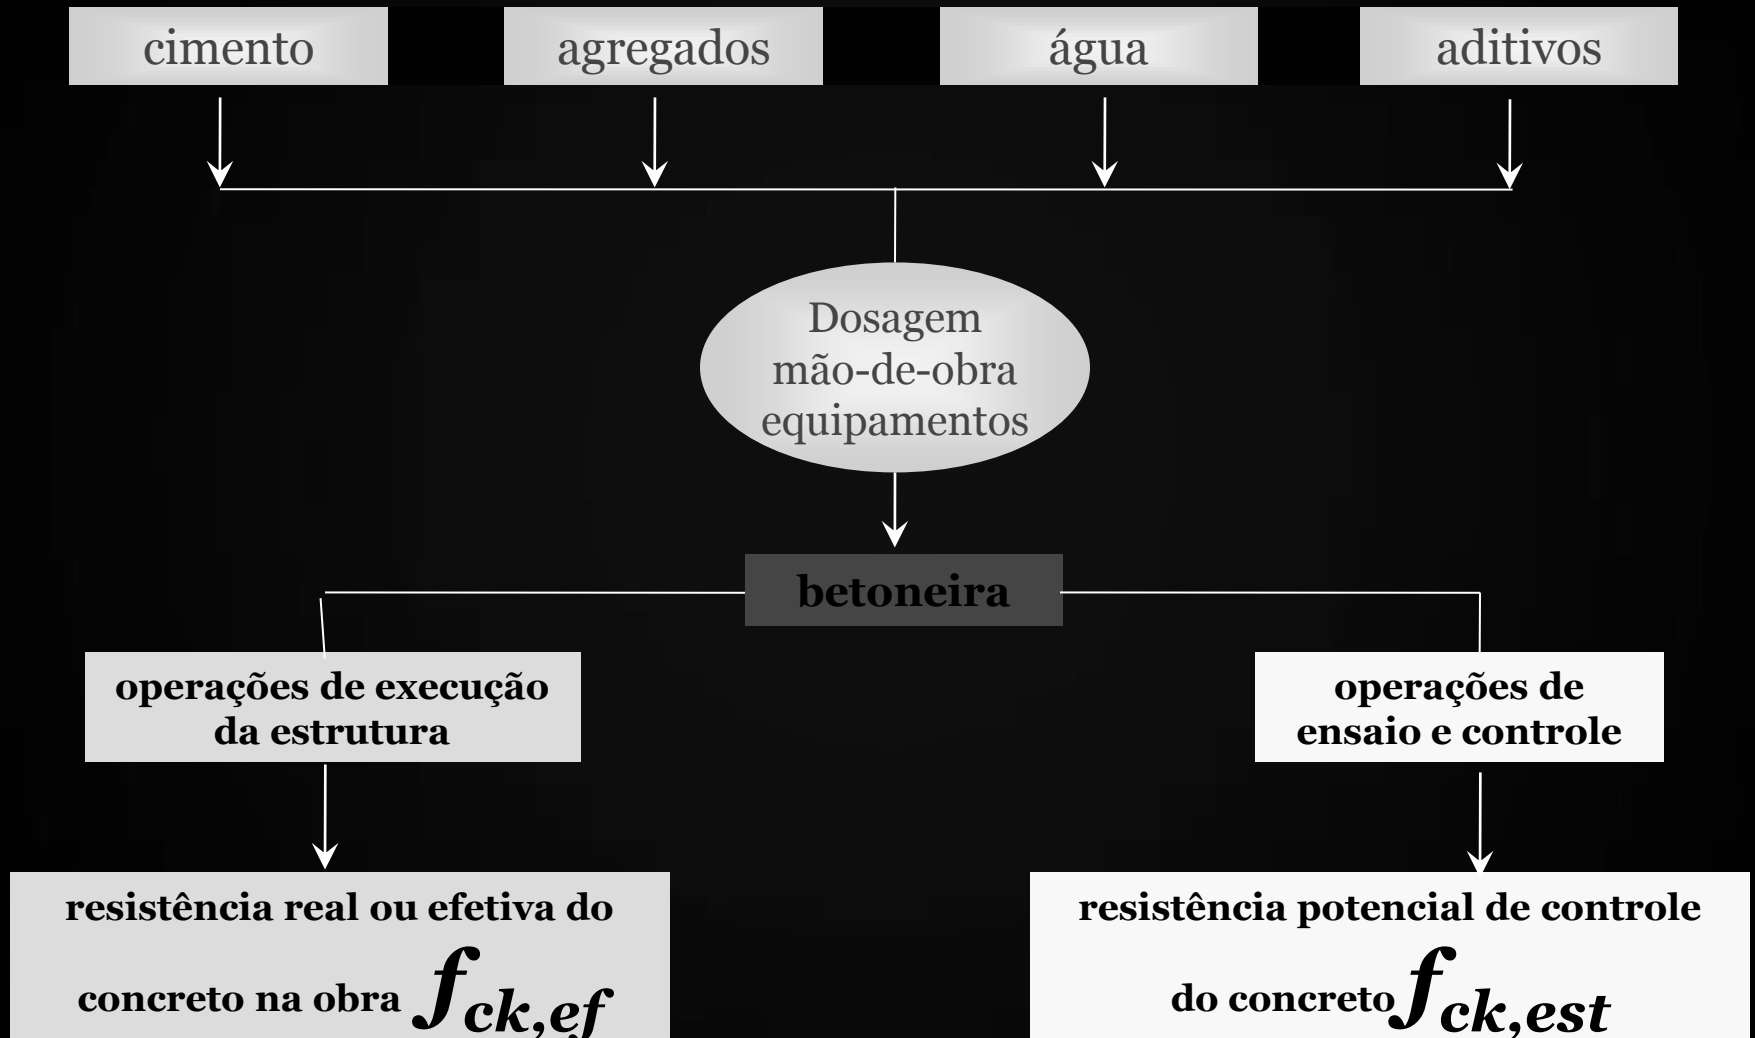 cimento
agregados
água
aditivos
Dosagem
mão-de-obra
equipamentos
betoneira
operações de execução
da estrutura
operações de
ensaio e controle
resistência real ou efetiva do
concreto na obra fck,ef
resistência potencial de controle
do concreto fck,est